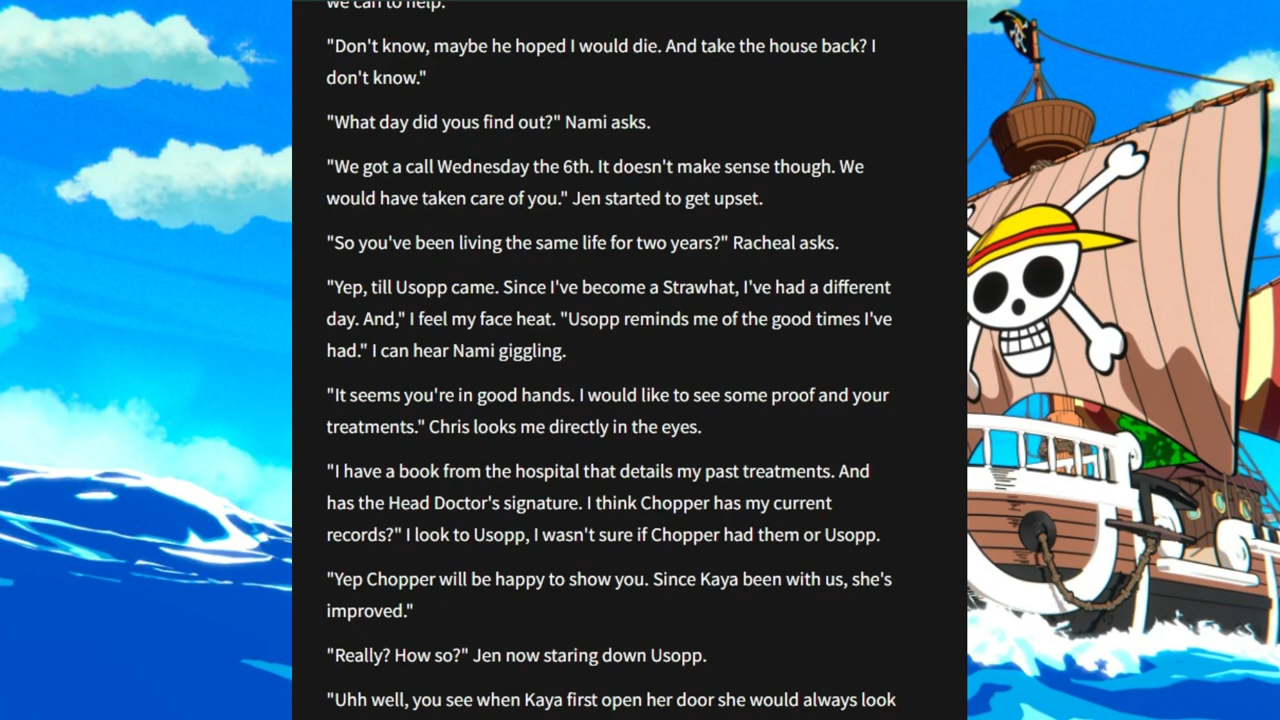 we can to help.
"Don't know, maybe he hoped I would die. And take the house back? I
don't know."
"What day did yous find out?" Nami asks.
"We got a call Wednesday the 6th. It doesn't make sense though. We
would have taken care of you." Jen started to get upset.
"So you've been living the same life for two years?" Racheal asks.
"Yep, till Usopp came. Since I've become a Strawhat, I've had a different
day. And," I feel my face heat. "Usopp reminds me of the good times I've
had." I can hear Nami giggling.
"It seems you're in good hands. I would like to see some proof and your
treatments." Chris looks me directly in the eyes.
"I have a book from the hospital that details my past treatments. And
has the Head Doctor's signature. I think Chopper has my current
records?" I look to Usopp, I wasn't sure if Chopper had them or Usopp.
"Yep Chopper will be happy to show you. Since Kaya been with us, she's
improved."
"Really? How so?" Jen now staring down Usopp.
"Uhh well, you see when Kaya first open her door she would always look